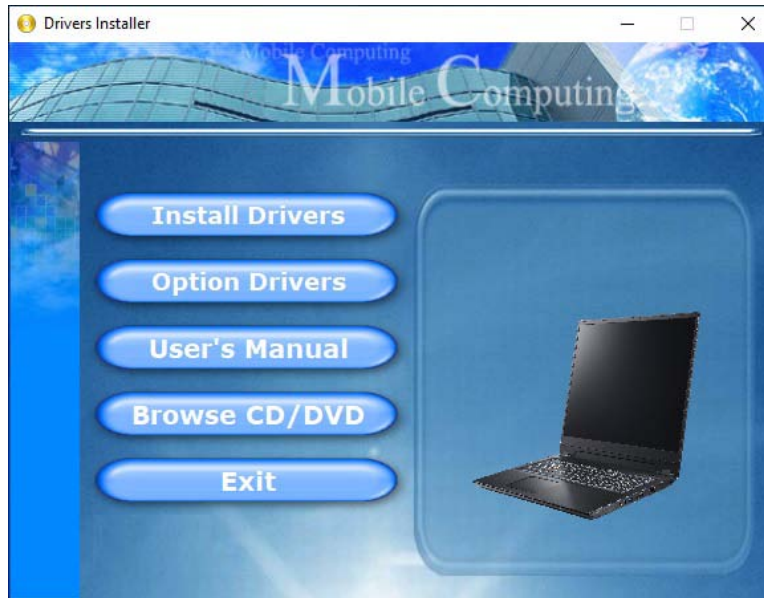 Drivers Installer
Mobile Computing
Mobile Computing
Install Drivers
Option Drivers
User's Manual
Browse CD/DVD
Exit